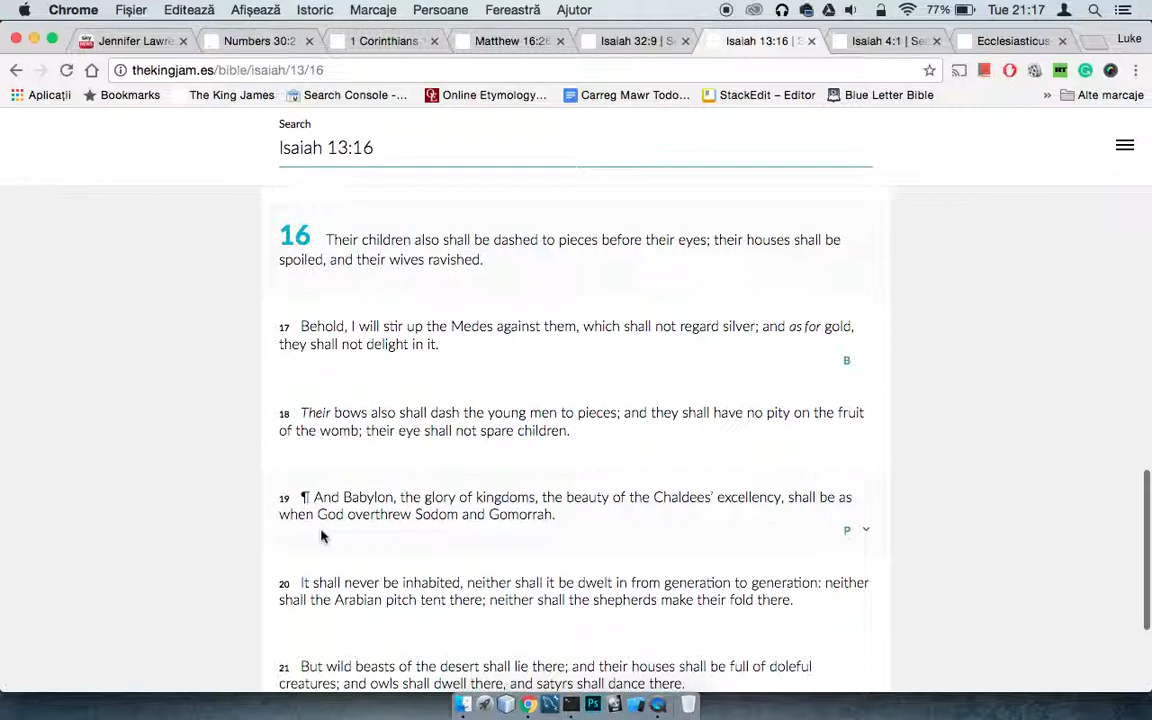 Chrome Fișier Editează Afișează Istoric Marcaje Persoane Fereastră Ajutor 77% Tue 21:17
Jennifer Lawre Numbers 30:2 1 Corinthians Matthew 16:26 Isaiah 32:9 | S Isaiah 13:16 | Isaiah 4:1 | Sea Ecclesiasticus Luke
thekingjam.es/bible/isaiah/13/16
Aplicații Bookmarks The King James Search Console -... Online Etymology... Carreg Mawr Todo... StackEdit – Editor Blue Letter Bible » Alte marcaje
Search
Isaiah 13:16
16 Their children also shall be dashed to pieces before their eyes; their houses shall be
spoiled, and their wives ravished.
17 Behold, I will stir up the Medes against them, which shall not regard silver; and as for gold,
they shall not delight in it.
B
18 Their bows also shall dash the young men to pieces; and they shall have no pity on the fruit
of the womb; their eye shall not spare children.
19 ¶ And Babylon, the glory of kingdoms, the beauty of the Chaldees' excellency, shall be as
when God overthrew Sodom and Gomorrah.
P
20 It shall never be inhabited, neither shall it be dwelt in from generation to generation: neither
shall the Arabian pitch tent there; neither shall the shepherds make their fold there.
21 But wild beasts of the desert shall lie there; and their houses shall be full of doleful
creatures; and owls shall dwell there, and satyrs shall dance there.